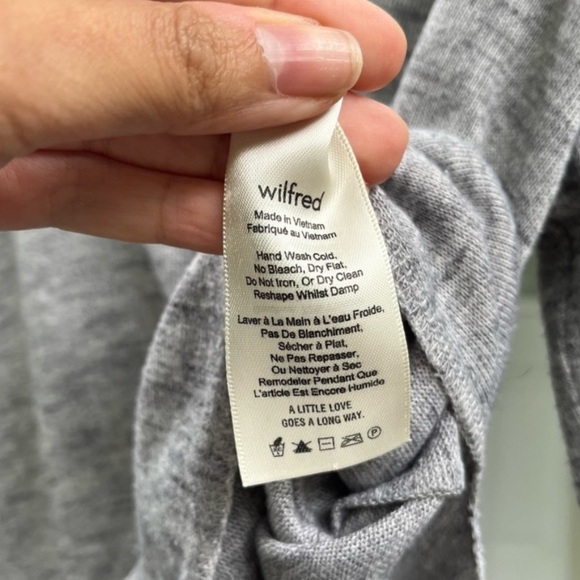 wilfred
Made in Vietnam
Fabriqué au Vietnam
Hand Wash Cold,
No Bleach, Dry Flat,
Do Not Iron, Or Dry Clean
Reshape Whilst Damp
Laver à La Main à L'eau Froide,
Pas De Blanchiment,
Sécher à Plat,
Ne Pas Repasser,
Ou Nettoyer à Sec
Remodeler Pendant Que
L'article Est Encore Humide
A LITTLE LOVE
GOES A LONG WAY.
P